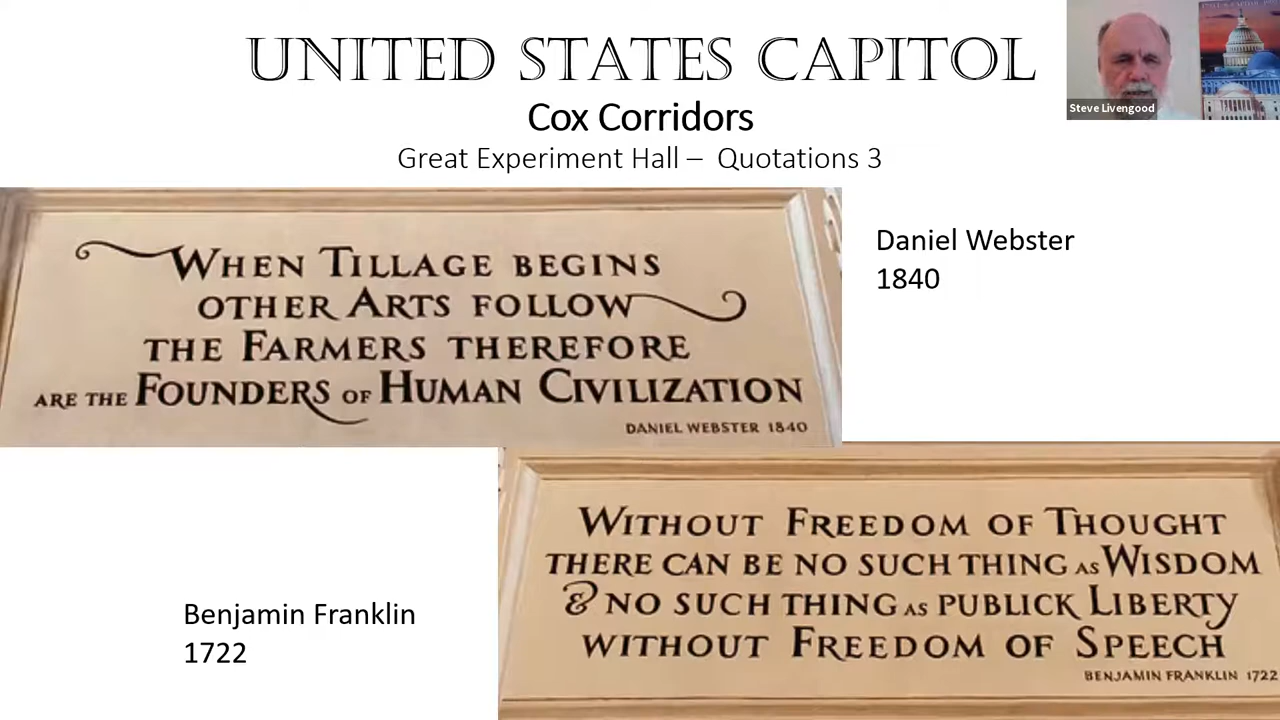 UNITED STATES CAPITOL
Cox Corridors
Great Experiment Hall – Quotations 3
Steve Livengood
WHEN TILLAGE BEGINS
OTHER ARTS FOLLOW
THE FARMERS THEREFORE
ARE THE FOUNDERS OF HUMAN CIVILIZATION
DANIEL WEBSTER 1840
Daniel Webster
1840
Benjamin Franklin
1722
WITHOUT FREEDOM OF THOUGHT
THERE CAN BE NO SUCH THING AS WISDOM
& NO SUCH THING AS PUBLICK LIBERTY
WITHOUT FREEDOM OF SPEECH
BENJAMIN FRANKLIN 1722